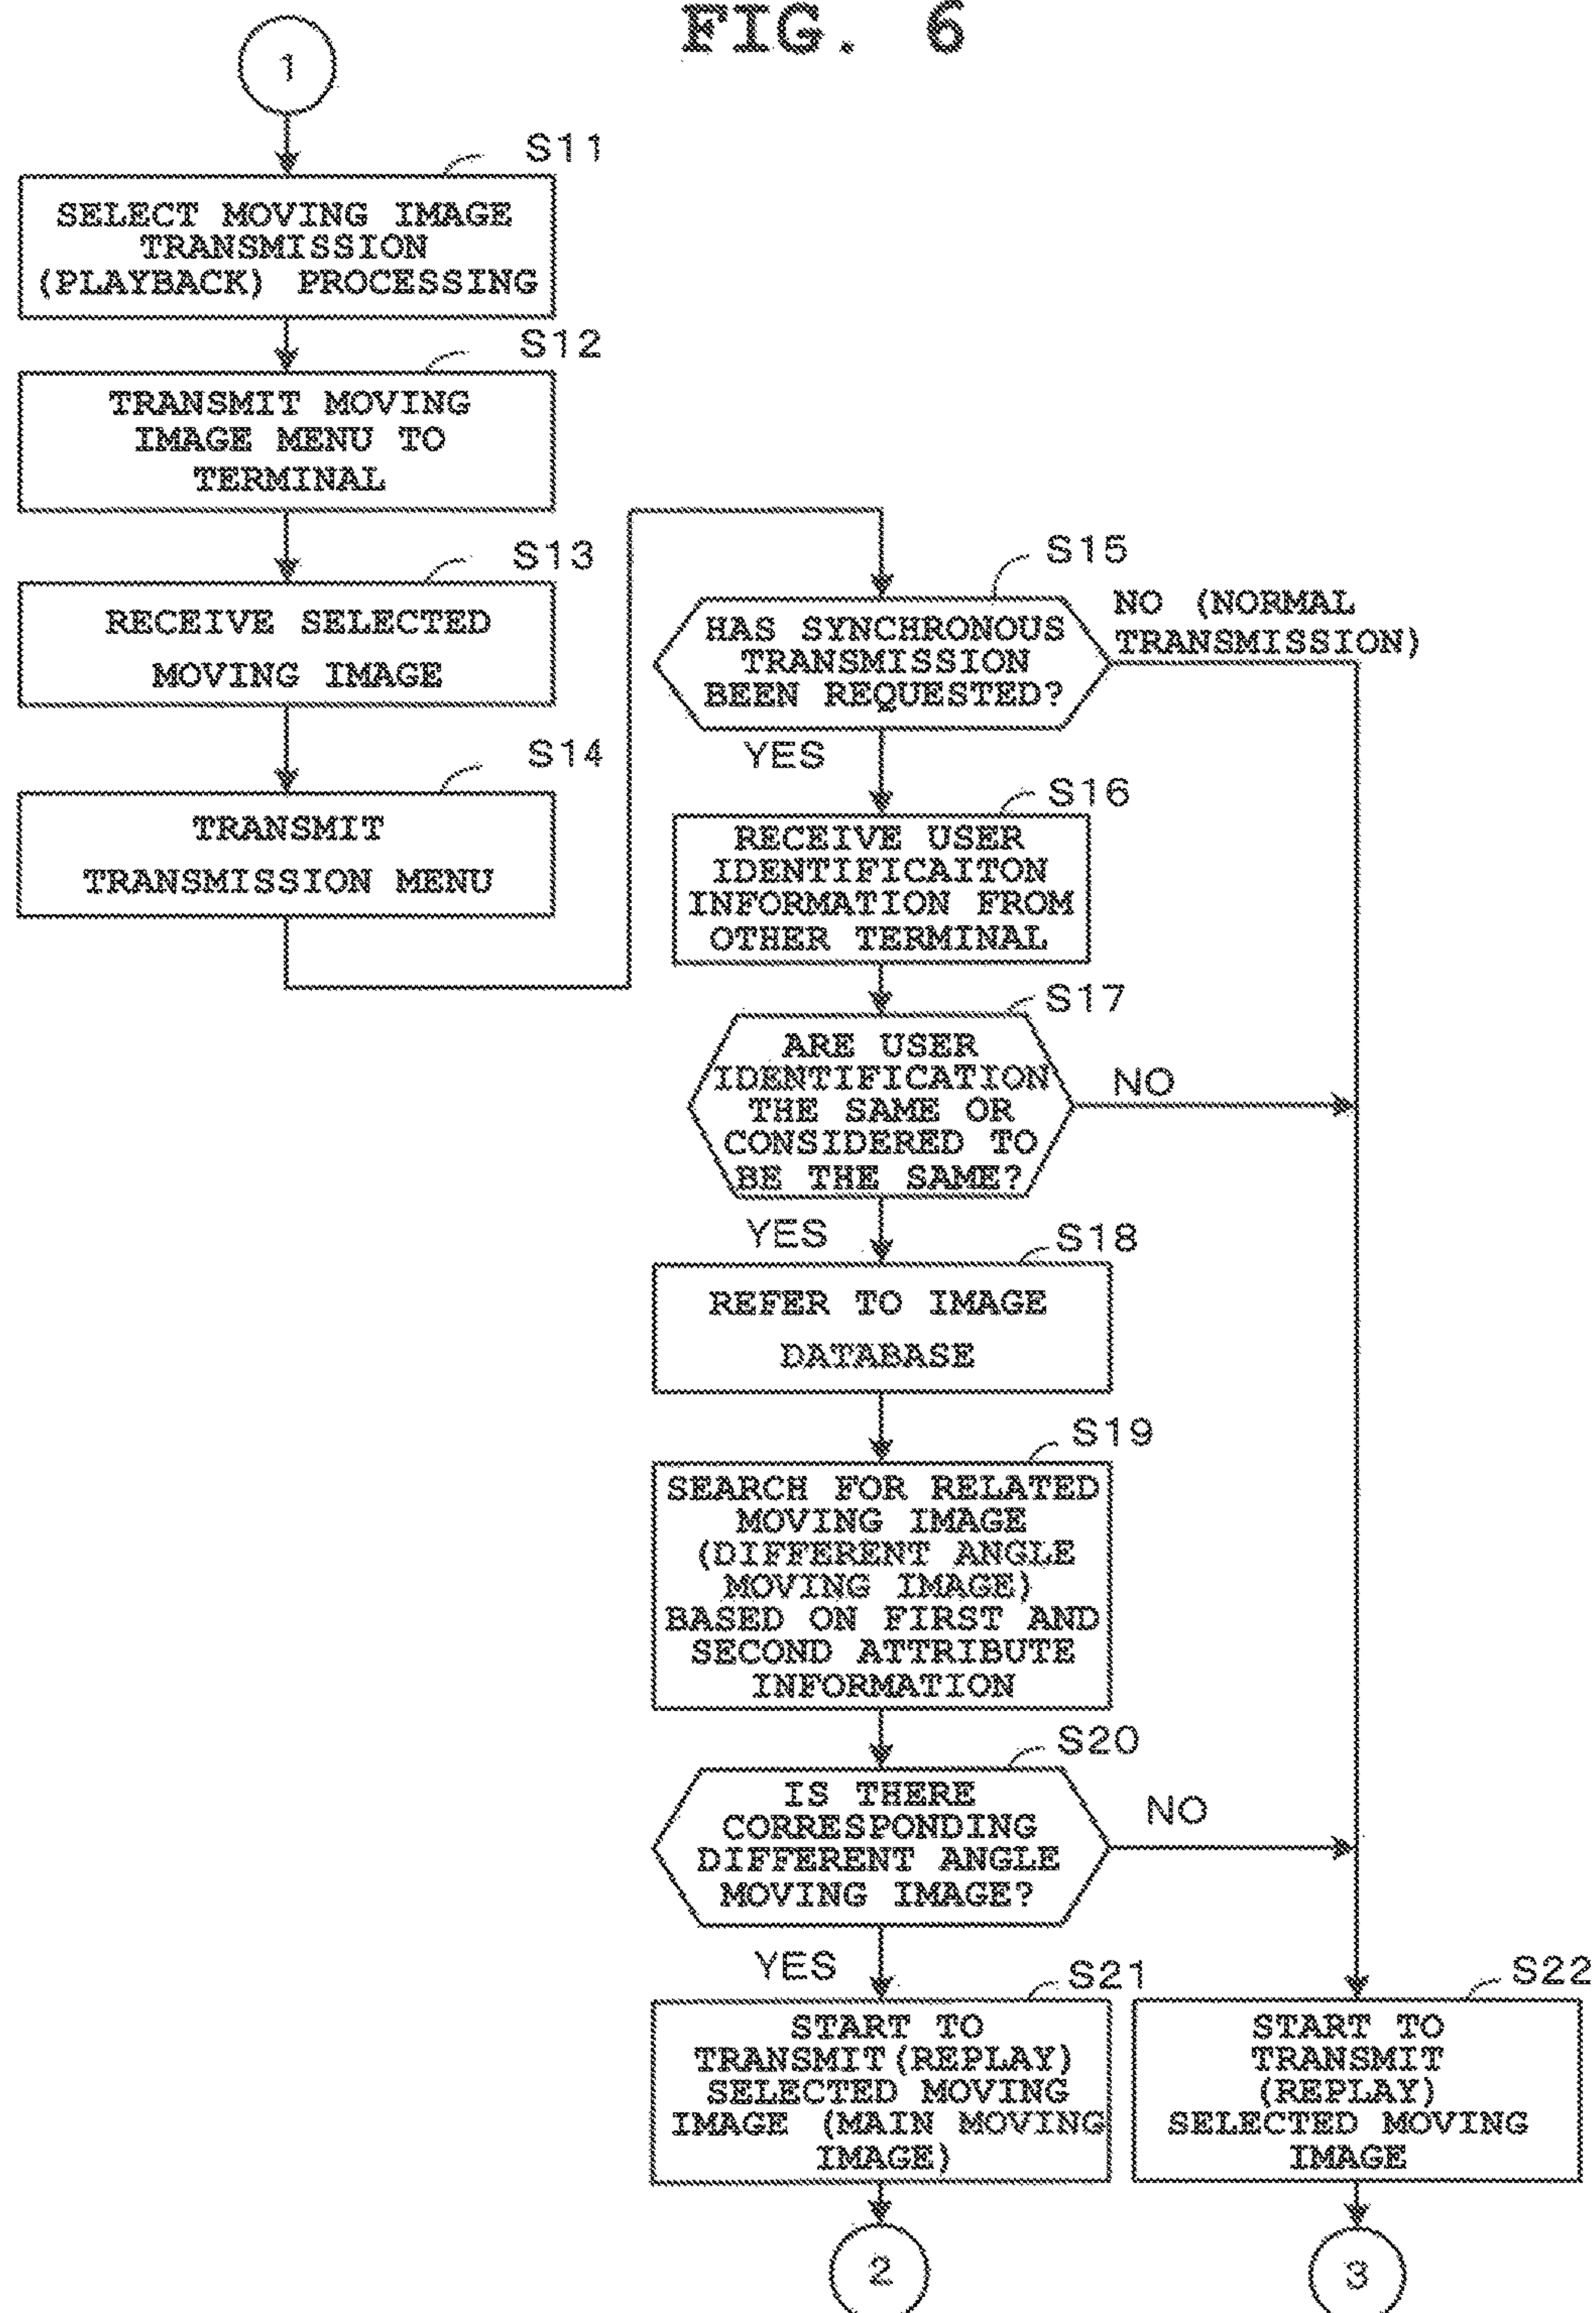 FIG. 6
1
S11
SELECT MOVING IMAGE
TRANSMISSION
(PLAYBACK) PROCESSING
S12
TRANSMIT MOVING
IMAGE MENU TO
TERMINAL
S13
RECEIVE SELECTED
MOVING IMAGE
S14
TRANSMIT
TRANSMISSION MENU
S15
HAS SYNCHRONOUS
TRANSMISSION
BEEN REQUESTED?
NO (NORMAL
TRANSMISSION)
YES
S16
RECEIVE USER
IDENTIFICAITON
INFORMATION FROM
OTHER TERMINAL
S17
ARE USER
IDENTIFICATION
THE SAME OR
CONSIDERED TO
BE THE SAME?
NO
YES
S18
REFER TO IMAGE
DATABASE
S19
SEARCH FOR RELATED
MOVING IMAGE
(DIFFERENT ANGLE
MOVING IMAGE)
BASED ON FIRST AND
SECOND ATTRIBUTE
INFORMATION
S20
IS THERE
CORRESPONDING
DIFFERENT ANGLE
MOVING IMAGE?
NO
YES
S21
START TO
TRANSMIT(REPLAY)
SELECTED MOVING
IMAGE (MAIN MOVING
IMAGE)
S22
START TO
TRANSMIT
(REPLAY)
SELECTED MOVING
IMAGE
2
3